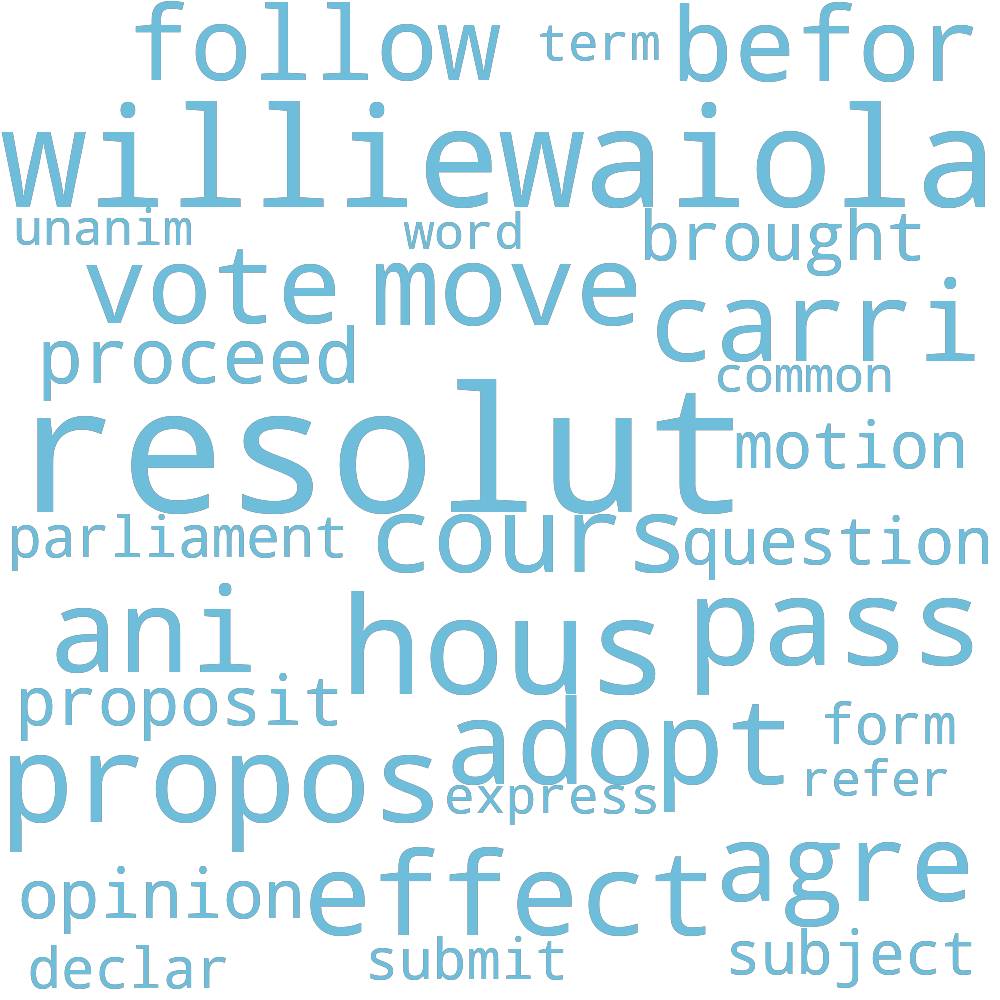 follow term befor
williewaiola
unanim word brought
vote move carri
proceed common
resolut motion
parliament cours question
ani hous pass
proposit adopt form
propos express refer
opinion effect agre
declar submit subject